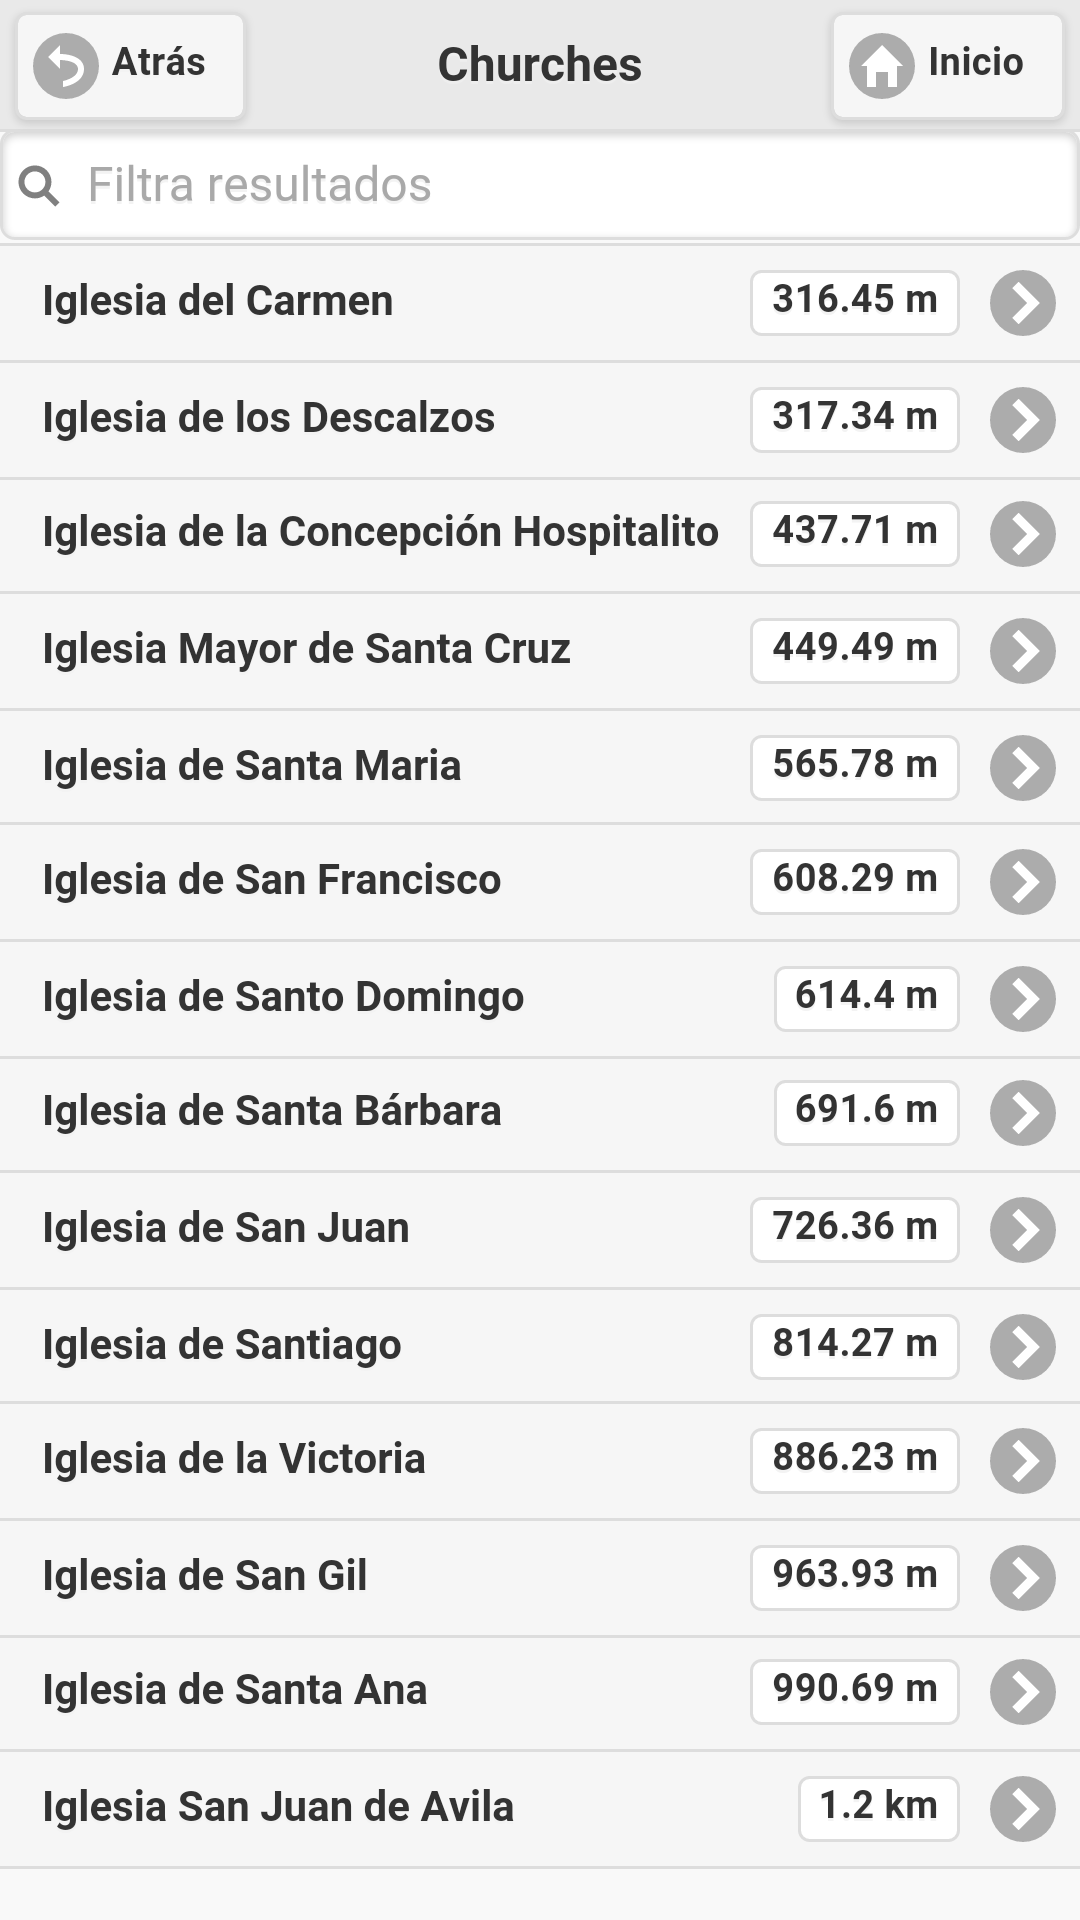 Atrás
Churches
Inicio
Filtra resultados
Iglesia del Carmen 316.45 m
Iglesia de los Descalzos 317.34 m
Iglesia de la Concepción Hospitalito 437.71 m
Iglesia Mayor de Santa Cruz 449.49 m
Iglesia de Santa Maria 565.78 m
Iglesia de San Francisco 608.29 m
Iglesia de Santo Domingo 614.4 m
Iglesia de Santa Bárbara 691.6 m
Iglesia de San Juan 726.36 m
Iglesia de Santiago 814.27 m
Iglesia de la Victoria 886.23 m
Iglesia de San Gil 963.93 m
Iglesia de Santa Ana 990.69 m
Iglesia San Juan de Avila 1.2 km